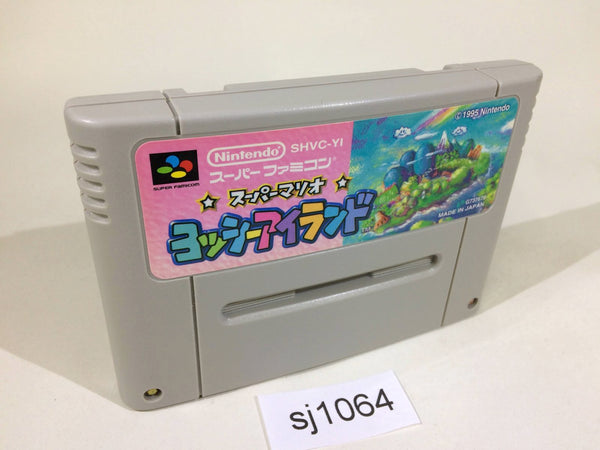 Nintendo SHVC-YI
スーパーファミコン
SUPER FAMICOM
スーパーマリオ
ヨッシーアイランド
© 1995 Nintendo
MADE IN JAPAN
sj1064